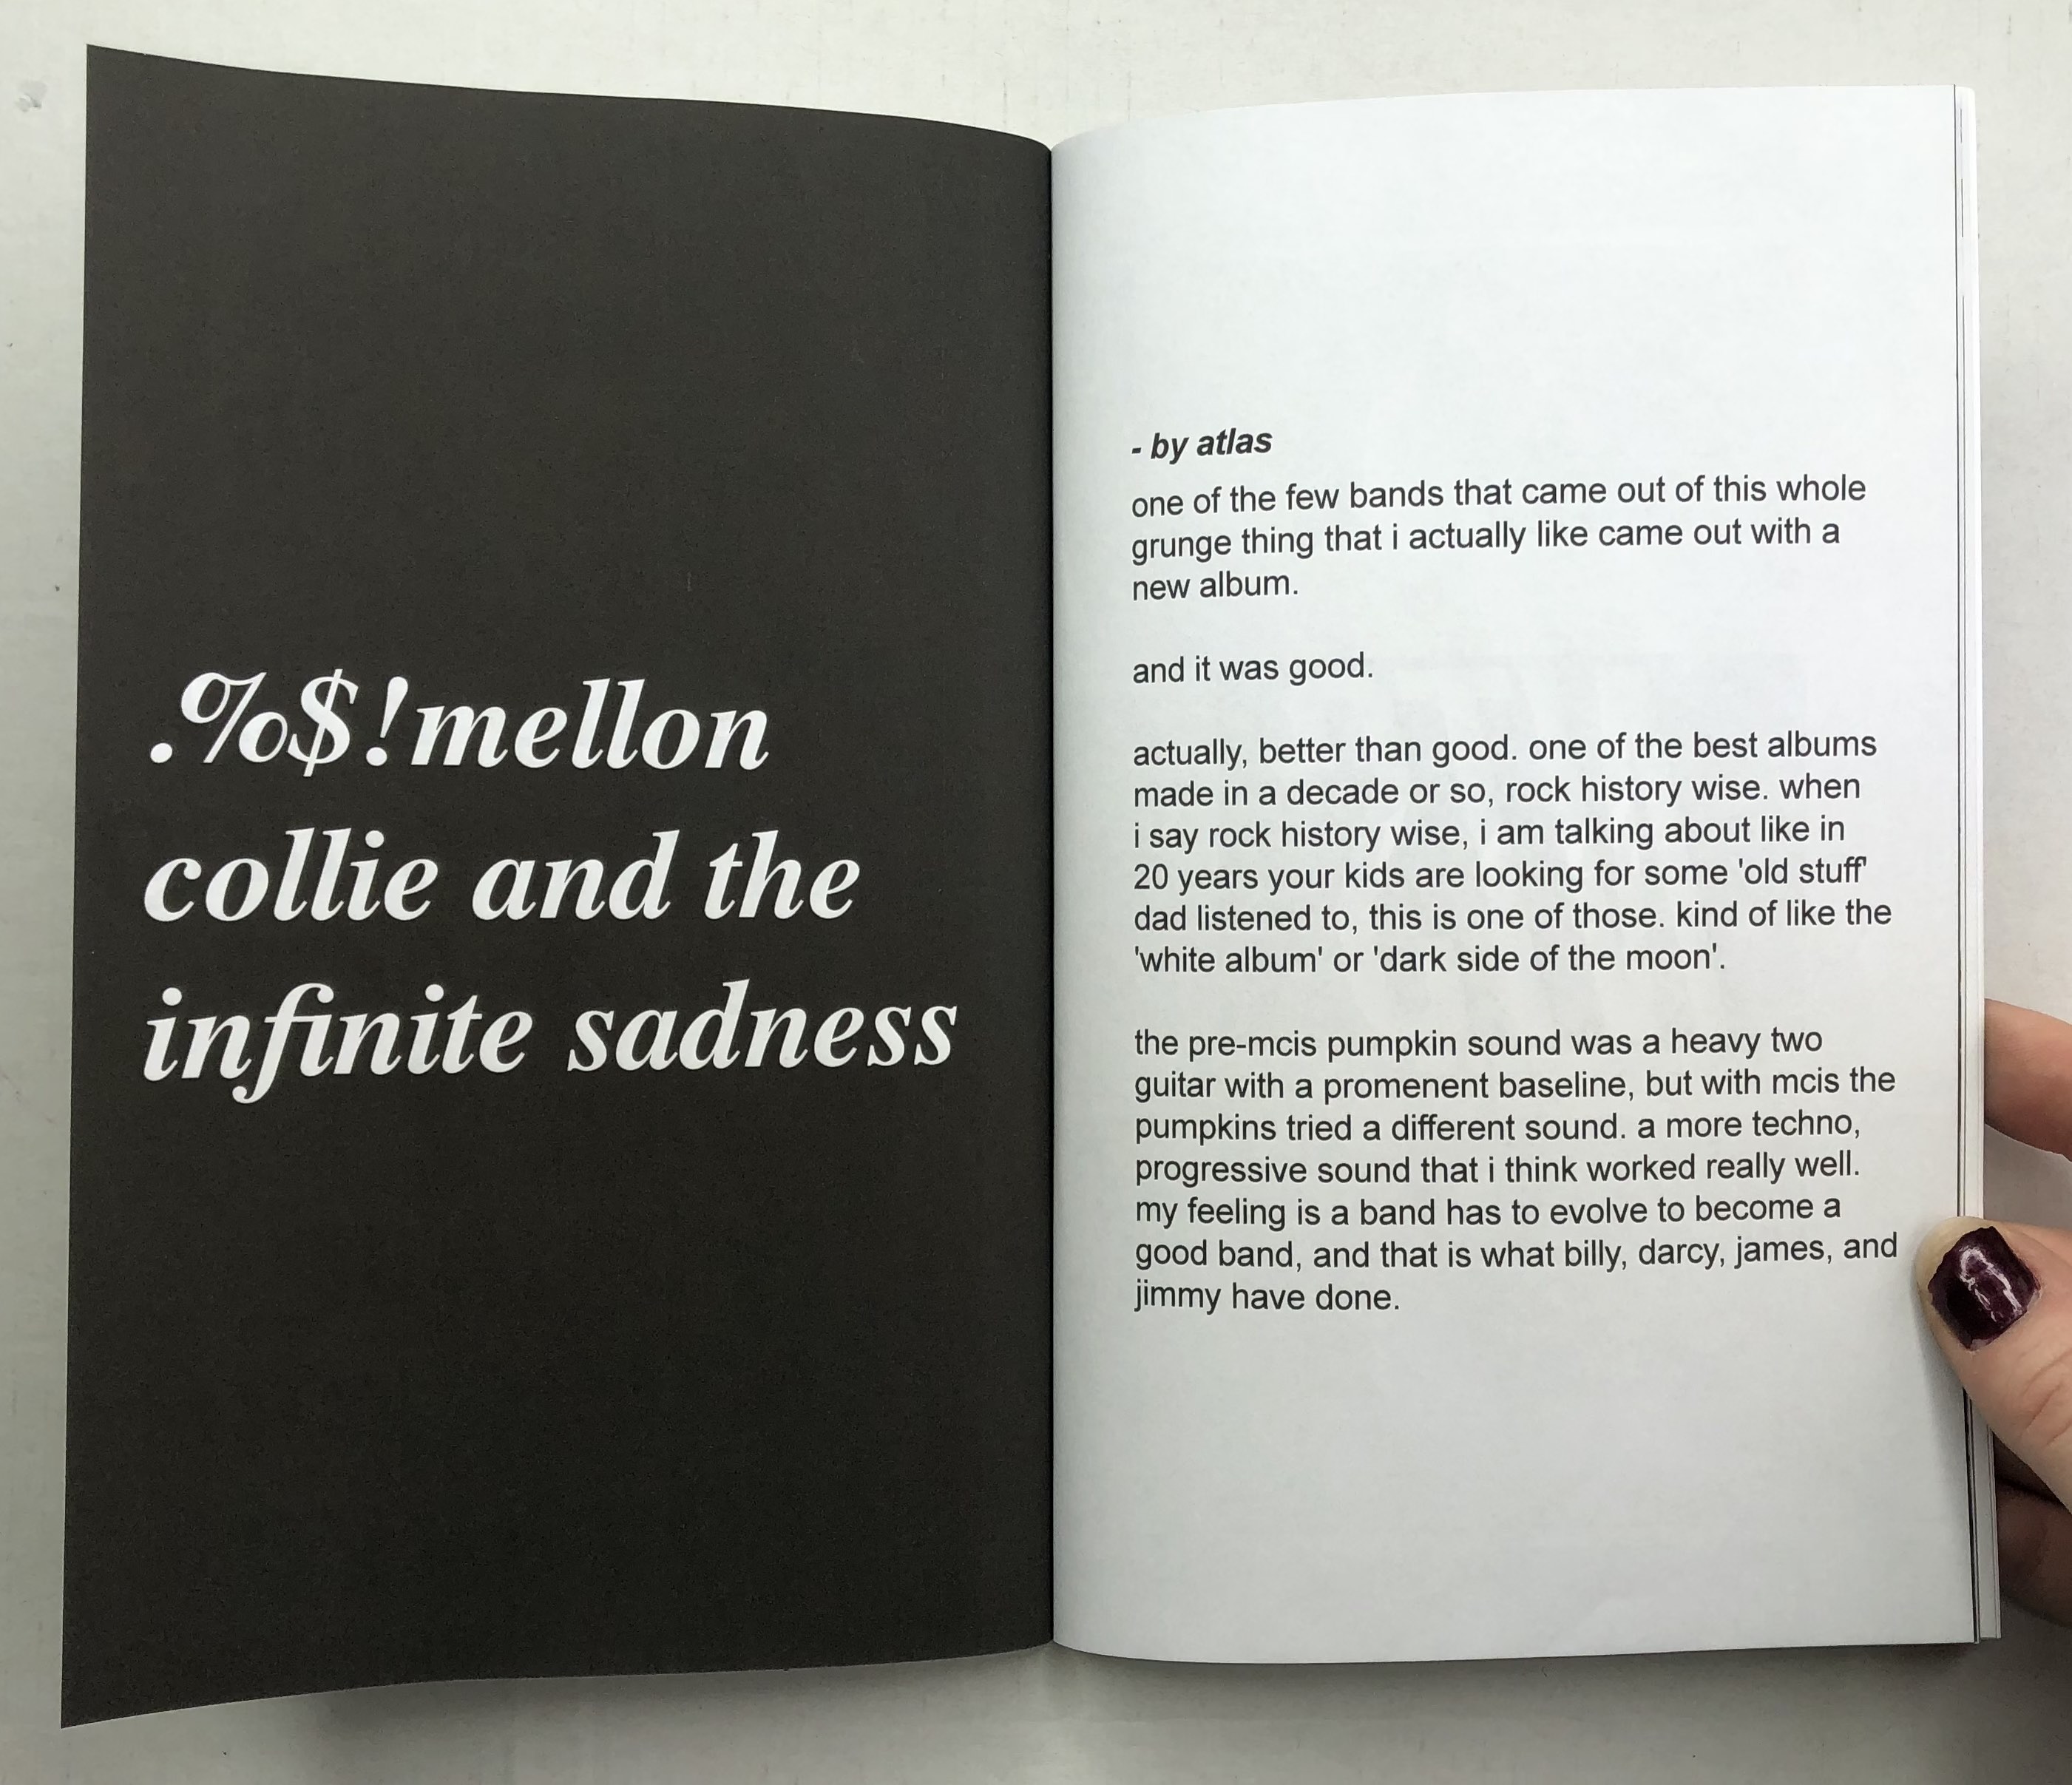 .%$!mellon
collie and the
infinite sadness
- by atlas
one of the few bands that came out of this whole
grunge thing that i actually like came out with a
new album.
and it was good.
actually, better than good. one of the best albums
made in a decade or so, rock history wise. when
i say rock history wise, i am talking about like in
20 years your kids are looking for some 'old stuff'
dad listened to, this is one of those. kind of like the
'white album' or 'dark side of the moon'.
the pre-mcis pumpkin sound was a heavy two
guitar with a promenent baseline, but with mcis the
pumpkins tried a different sound. a more techno,
progressive sound that i think worked really well.
my feeling is a band has to evolve to become a
good band, and that is what billy, darcy, james, and
jimmy have done.